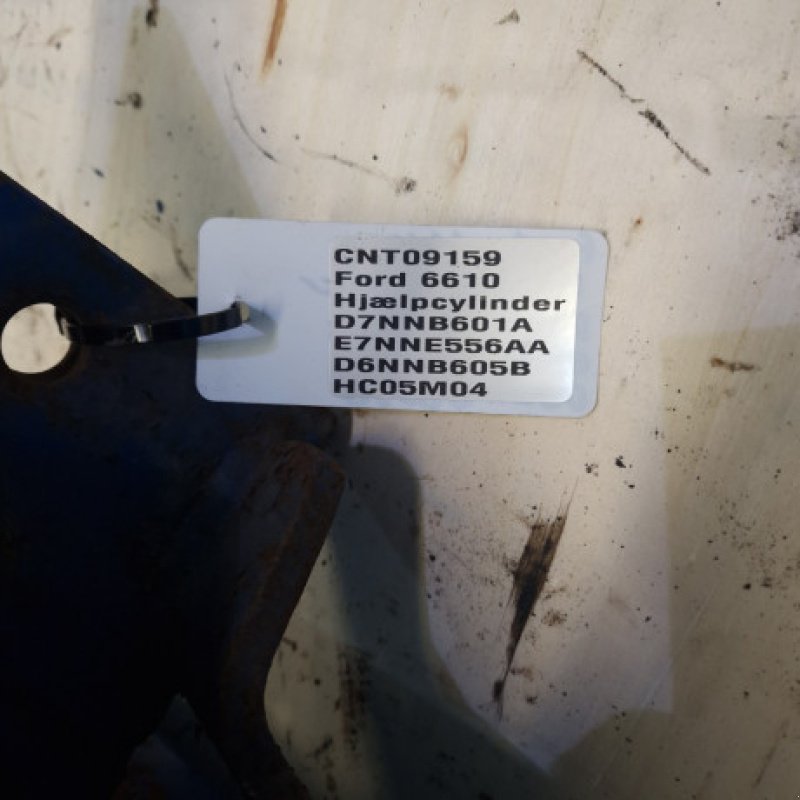 CNT09159
Ford 6610
Hjælpcylinder
D7NNB601A
E7NNE556AA
D6NNB605B
HC05M04